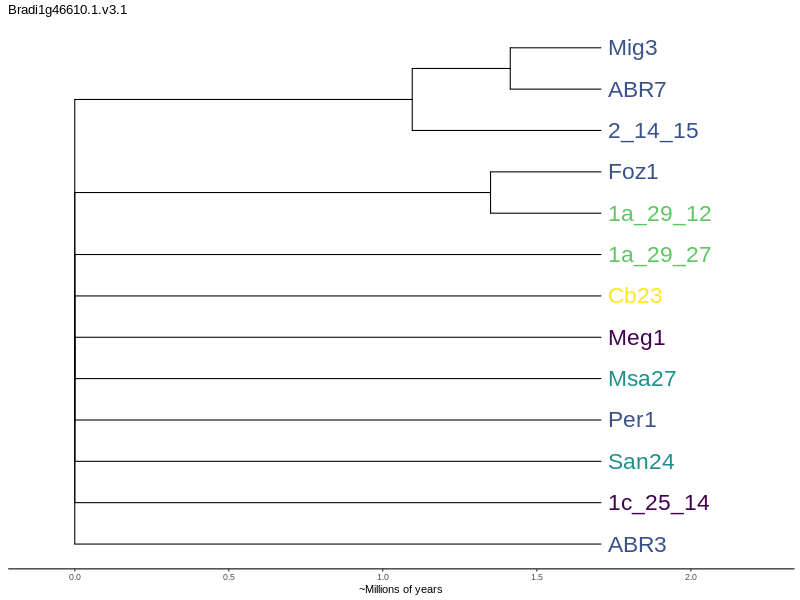 Bradi1g46610.1.v3.1
Mig3
ABR7
2_14_15
Foz1
1a_29_12
1a_29_27
Cb23
Meg1
Msa27
Per1
San24
1c_25_14
ABR3
0.0 0.5 1.0 1.5 2.0
~Millions of years